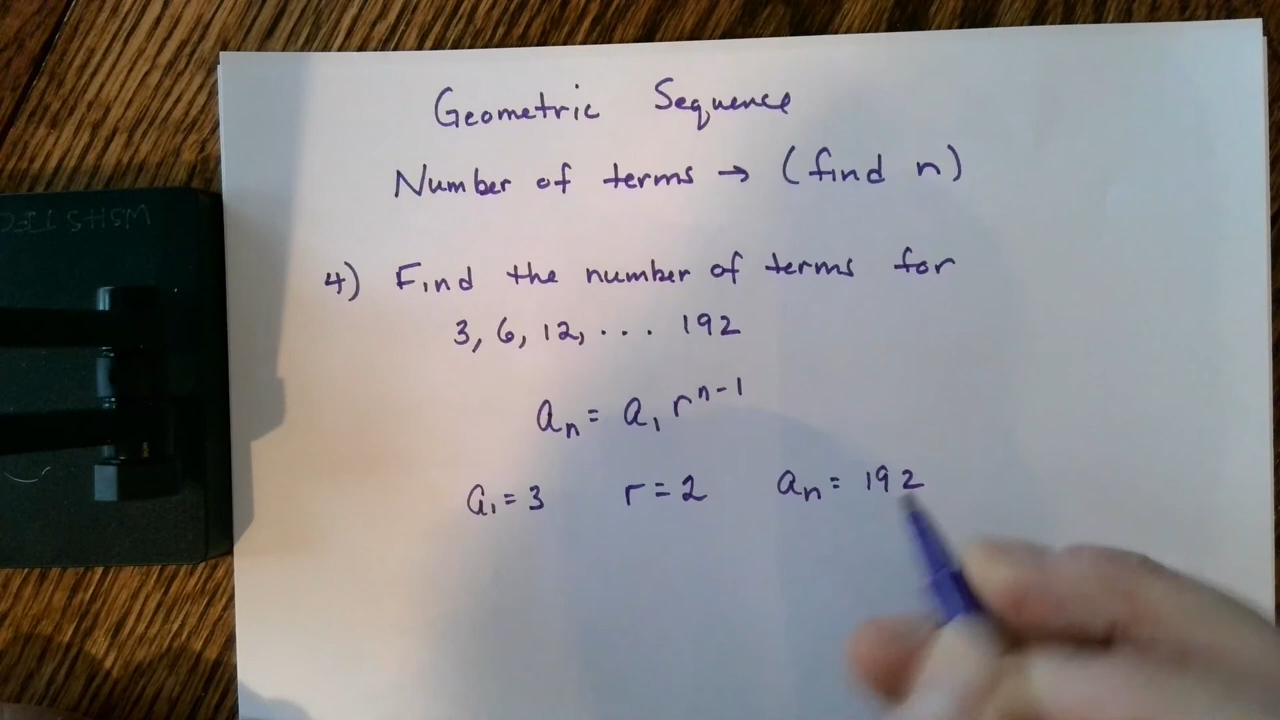 Geometric Sequence
Number of terms → (find n)
4) Find the number of terms for
3, 6, 12, . . . 192
aₙ = a₁ rⁿ⁻¹
a₁ = 3 r = 2 aₙ = 192